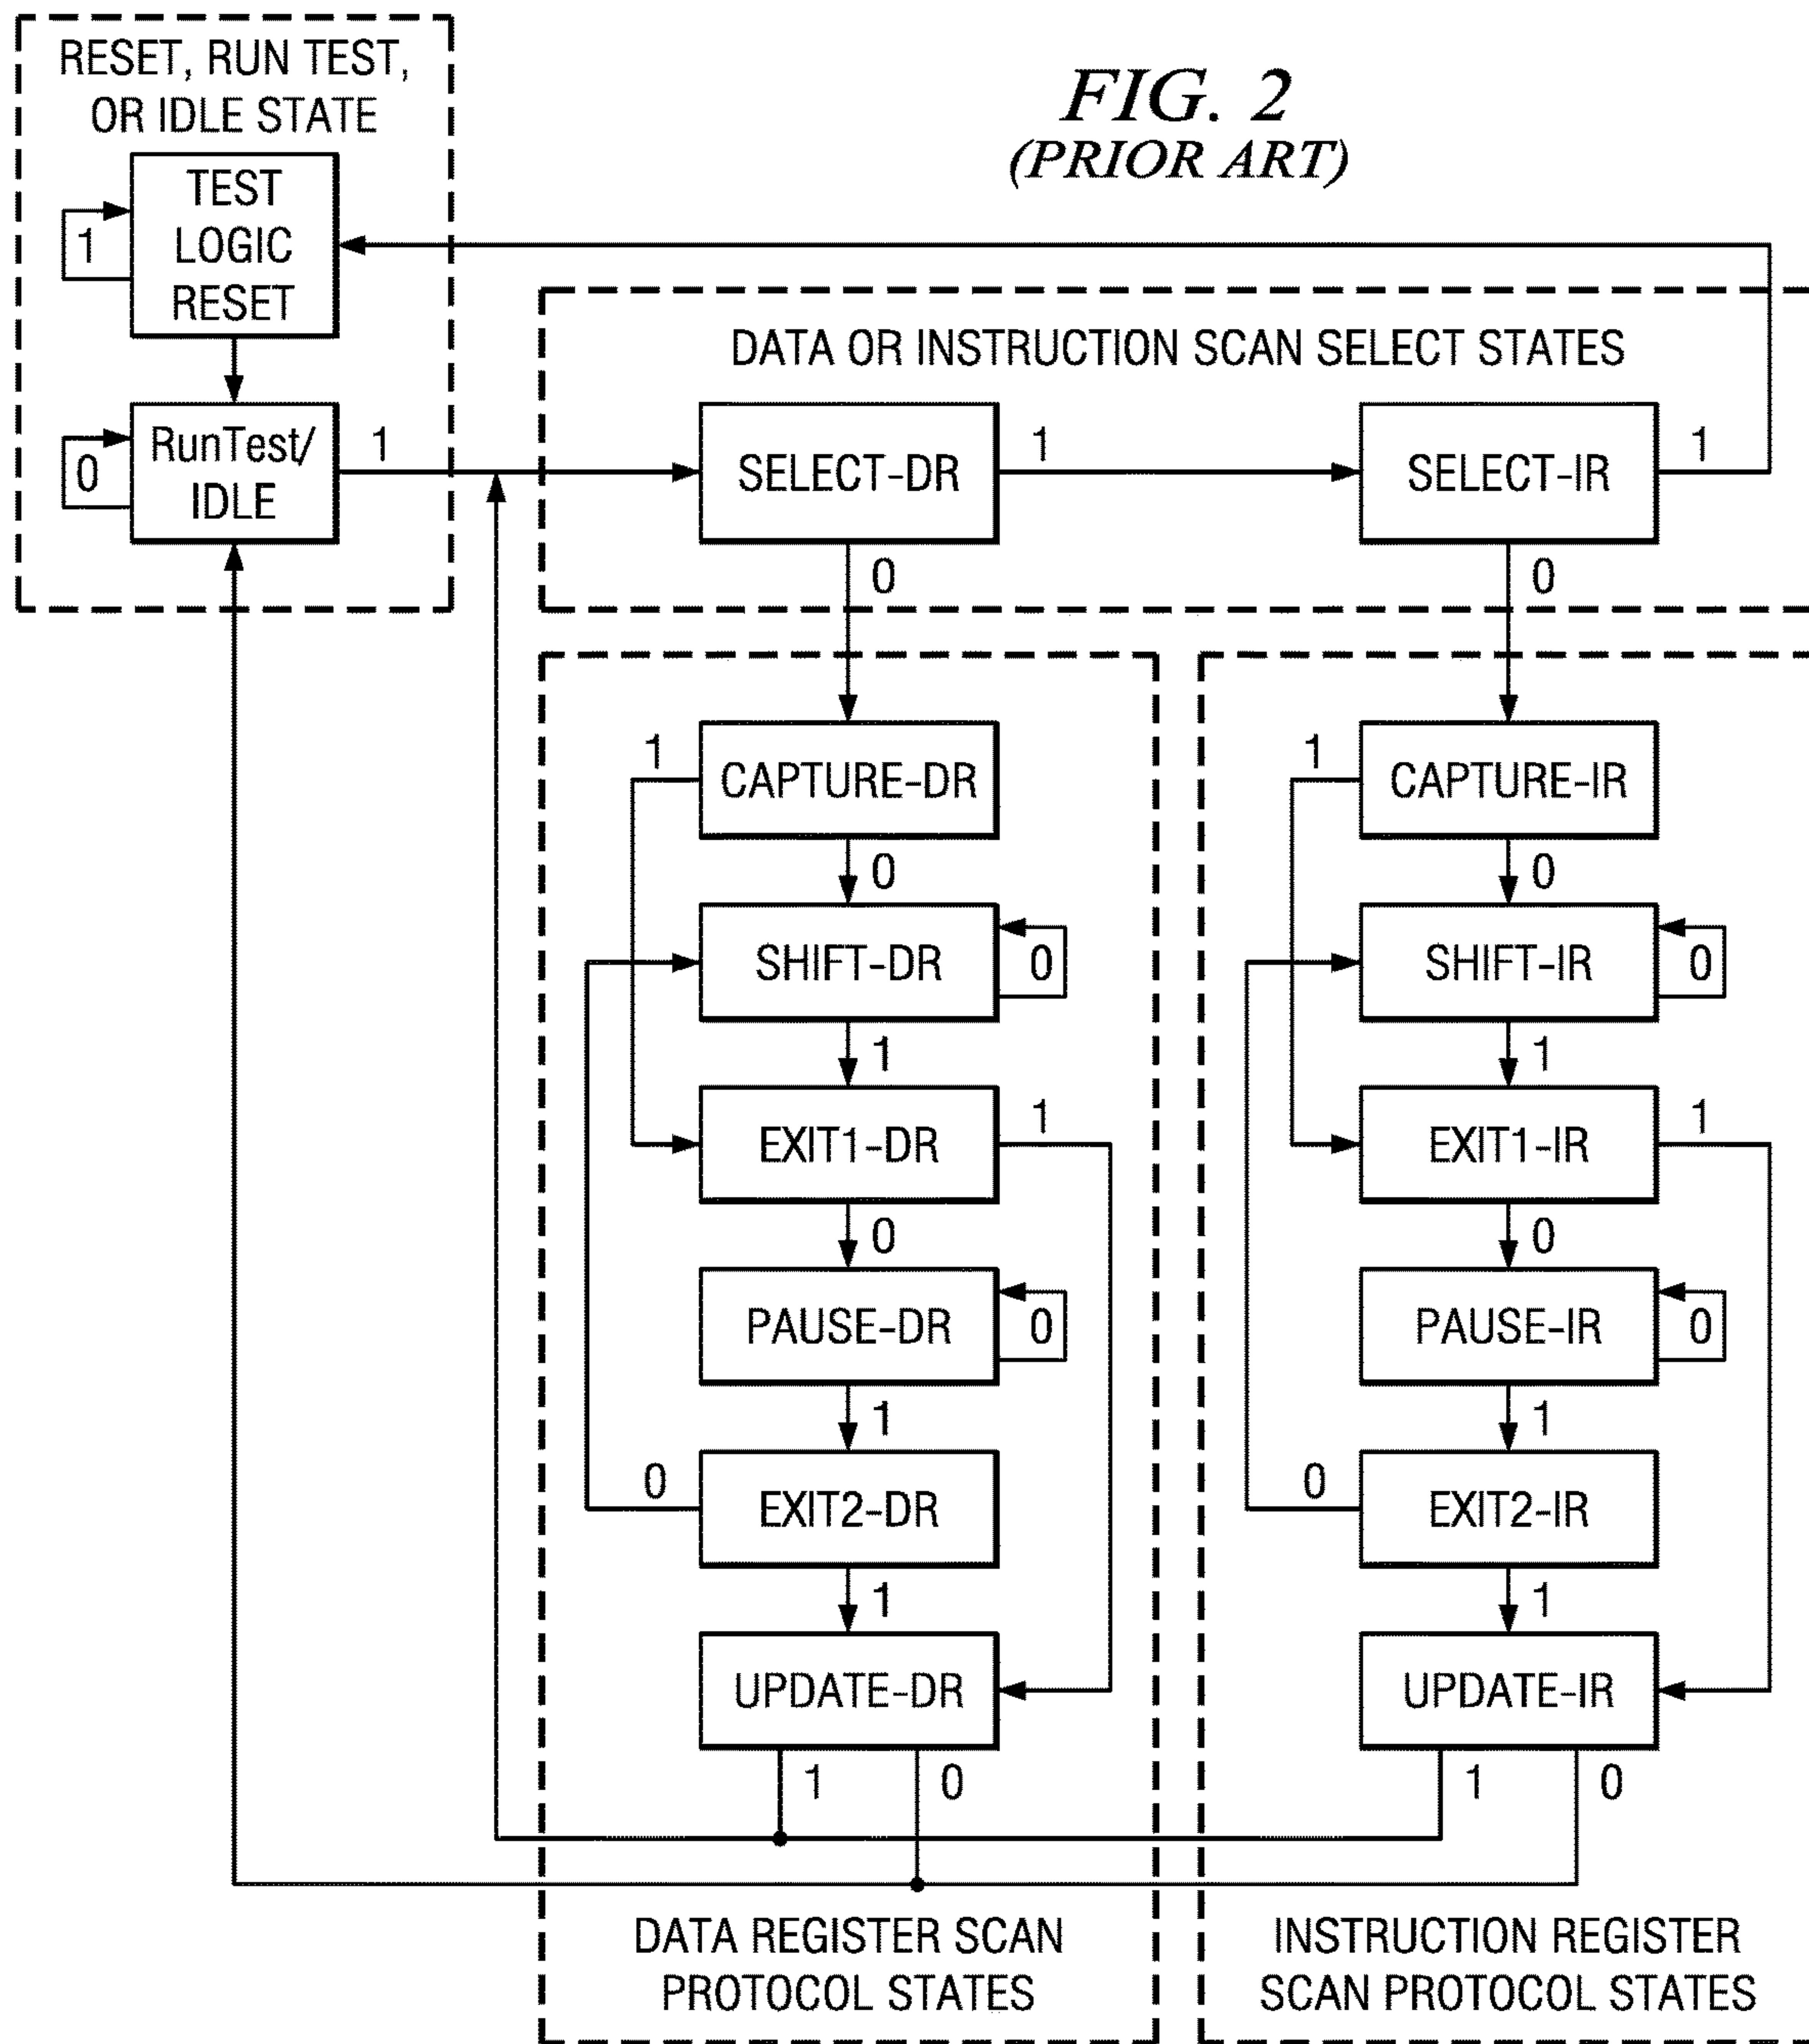 RESET, RUN TEST,
OR IDLE STATE
FIG. 2
(PRIOR ART)
TEST
LOGIC
RESET
1
DATA OR INSTRUCTION SCAN SELECT STATES
RunTest/
IDLE
0
1
SELECT-DR
1
SELECT-IR
1
0
0
1
CAPTURE-DR
1
CAPTURE-IR
0
0
SHIFT-DR
0
SHIFT-IR
0
1
1
EXIT1-DR
1
EXIT1-IR
1
0
0
PAUSE-DR
0
PAUSE-IR
0
1
1
0
EXIT2-DR
0
EXIT2-IR
1
1
UPDATE-DR
UPDATE-IR
1
0
1
0
DATA REGISTER SCAN
PROTOCOL STATES
INSTRUCTION REGISTER
SCAN PROTOCOL STATES